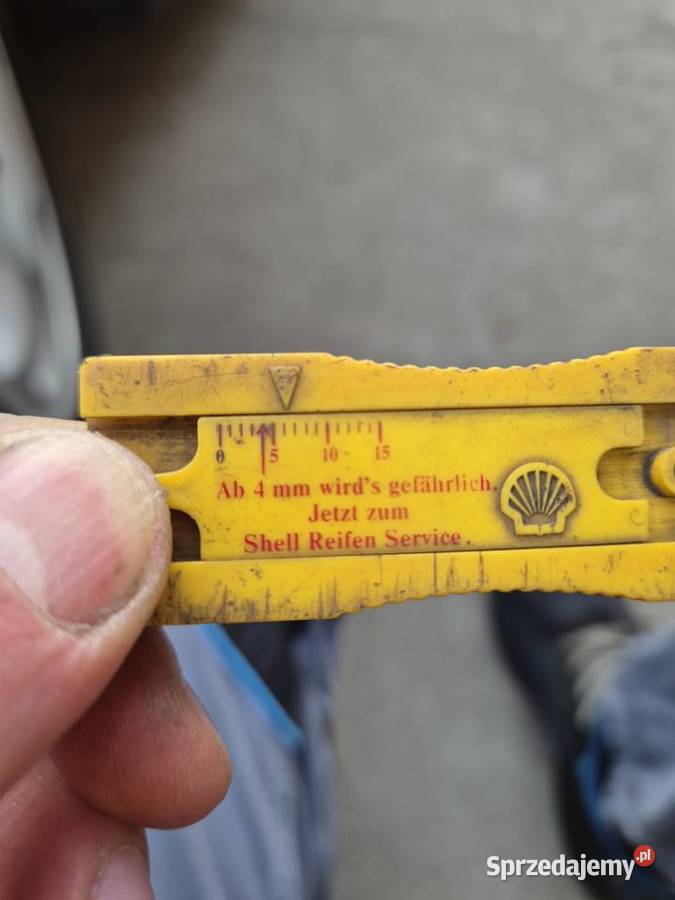 0 5 10 15
Ab 4 mm wird's gefährlich.
Jetzt zum
Shell Reifen Service.
Sprzedajemy.pl